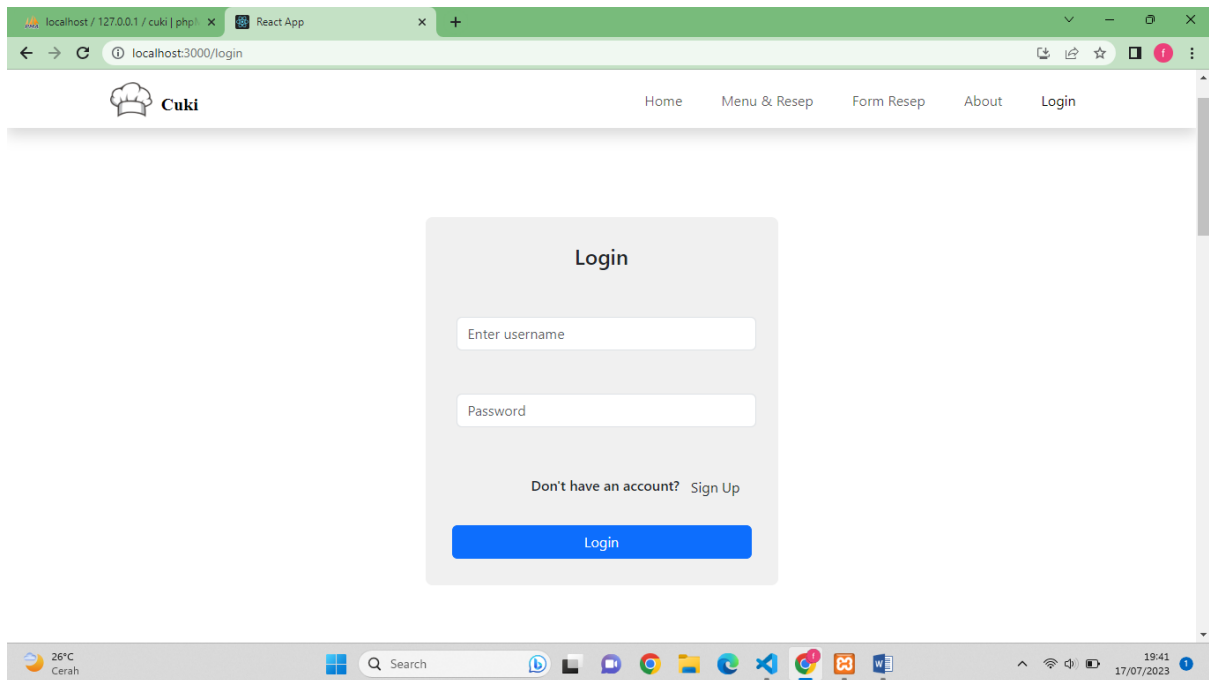 localhost / 127.0.0.1 / cuki | php
React App
localhost:3000/login
f
Cuki
Home Menu & Resep Form Resep About Login
Login
Enter username
Password
Don't have an account? Sign Up
Login
26°C
Cerah
Search
19:41
17/07/2023
1